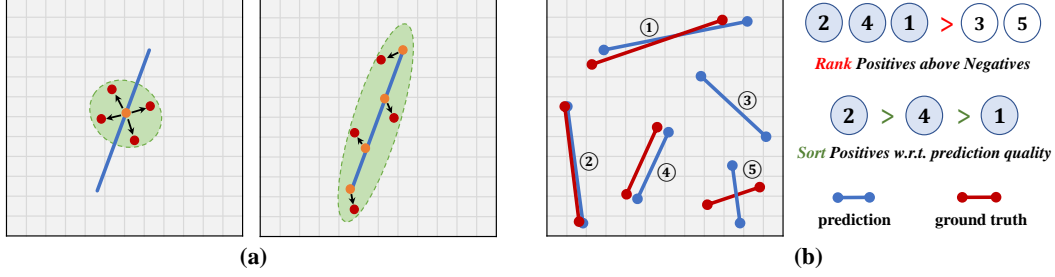 1
2
3
4
5
2 4 1 > 3 5
Rank Positives above Negatives
2 > 4 > 1
Sort Positives w.r.t. prediction quality
prediction ground truth
(a) (b)